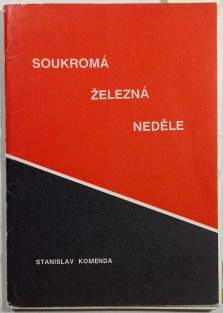 SOUKROMÁ
ŽELEZNÁ
NEDĚLE
STANISLAV KOMENDA